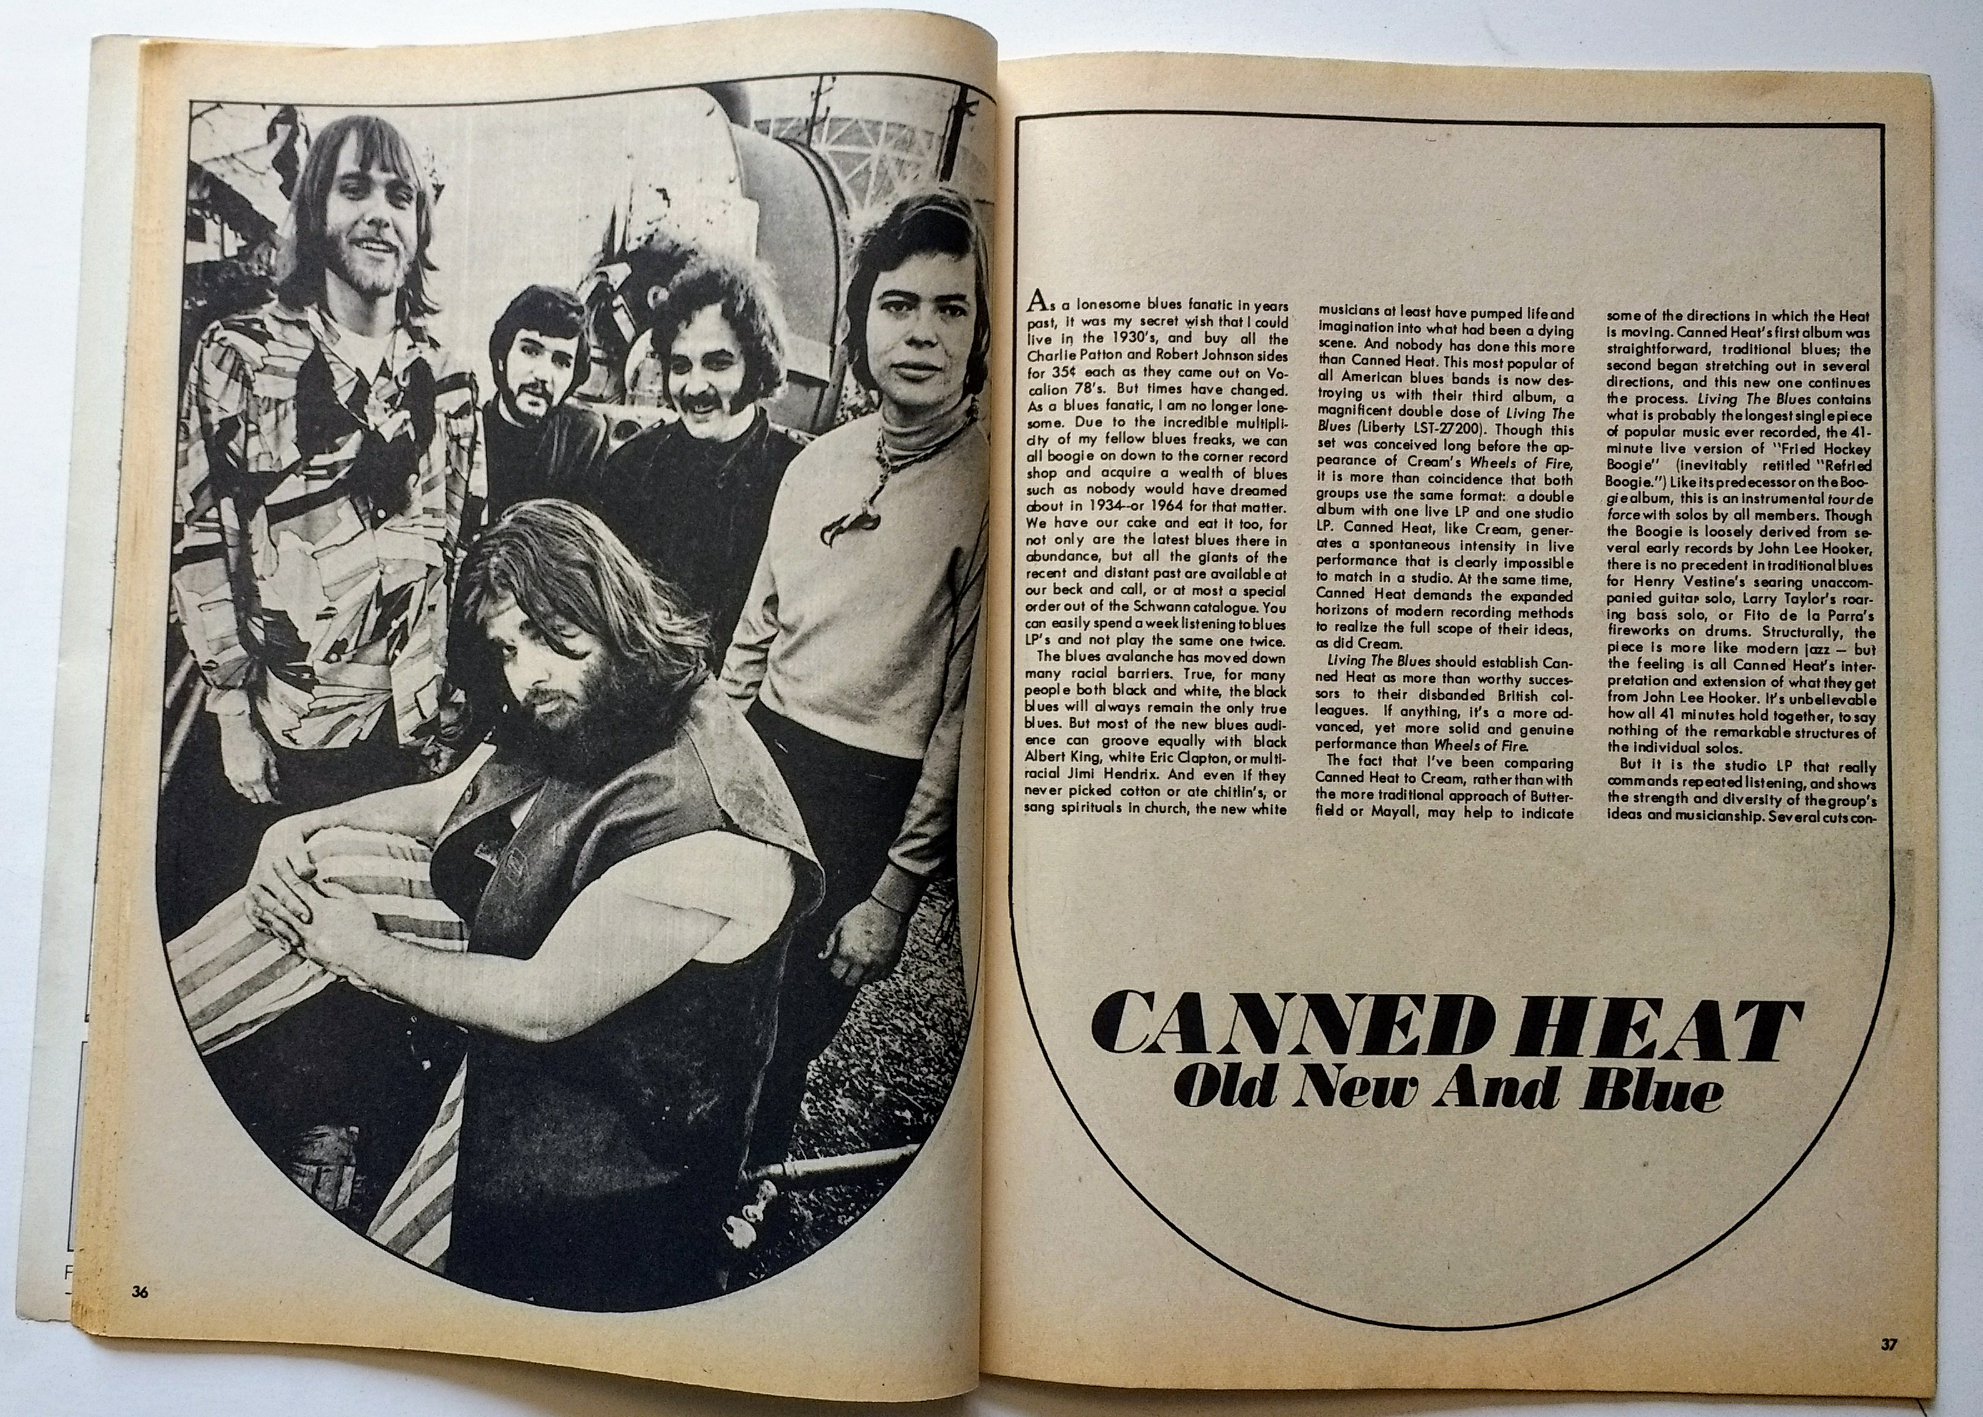 36
As a lonesome blues fanatic in years
past, it was my secret wish that I could
live in the 1930's, and buy all the
Charlie Patton and Robert Johnson sides
for 35¢ each as they came out on Vo-
calion 78's. But times have changed.
As a blues fanatic, I am no longer lone-
some. Due to the incredible multipli-
city of my fellow blues freaks, we can
all boogie on down to the corner record
shop and acquire a wealth of blues
such as nobody would have dreamed
about in 1934--or 1964 for that matter.
We have our cake and eat it too, for
not only are the latest blues there in
abundance, but all the giants of the
recent and distant past are available at
our beck and call, or at most a special
order out of the Schwann catalogue. You
can easily spend a week listening to blues
LP's and not play the same one twice.
The blues avalanche has moved down
many racial barriers. True, for many
people both black and white, the black
blues will always remain the only true
blues. But most of the new blues audi-
ence can groove equally with black
Albert King, white Eric Clapton, or multi-
racial Jimi Hendrix. And even if they
never picked cotton or ate chitlin's, or
sang spirituals in church, the new white
musicians at least have pumped life and
imagination into what had been a dying
scene. And nobody has done this more
than Canned Heat. This most popular of
all American blues bands is now des-
troying us with their third album, a
magnificent double dose of Living The
Blues (Liberty LST-27200). Though this
set was conceived long before the ap-
pearance of Cream's Wheels of Fire,
it is more than coincidence that both
groups use the same format: a double
album with one live LP and one studio
LP. Canned Heat, like Cream, gener-
ates a spontaneous intensity in live
performance that is clearly impossible
to match in a studio. At the same time,
Canned Heat demands the expanded
horizons of modern recording methods
to realize the full scope of their ideas,
as did Cream.
Living The Blues should establish Can-
ned Heat as more than worthy succes-
sors to their disbanded British col-
leagues. If anything, it's a more ad-
vanced, yet more solid and genuine
performance than Wheels of Fire.
The fact that I've been comparing
Canned Heat to Cream, rather than with
the more traditional approach of Butter-
field or Mayall, may help to indicate
some of the directions in which the Heat
is moving. Canned Heat's first album was
straightforward, traditional blues; the
second began stretching out in several
directions, and this new one continues
the process. Living The Blues contains
what is probably the longest single piece
of popular music ever recorded, the 41-
minute live version of "Fried Hockey
Boogie" (inevitably retitled "Refried
Boogie.") Like its predecessor on the Boo-
gie album, this is an instrumental tour de
force with solos by all members. Though
the Boogie is loosely derived from se-
veral early records by John Lee Hooker,
there is no precedent in traditional blues
for Henry Vestine's searing unaccom-
panied guitar solo, Larry Taylor's roar-
ing bass solo, or Fito de la Parra's
fireworks on drums. Structurally, the
piece is more like modern jazz — but
the feeling is all Canned Heat's inter-
pretation and extension of what they get
from John Lee Hooker. It's unbelievable
how all 41 minutes hold together, to say
nothing of the remarkable structures of
the individual solos.
But it is the studio LP that really
commands repeated listening, and shows
the strength and diversity of the group's
ideas and musicianship. Several cuts con-
CANNED HEAT
Old New And Blue
37